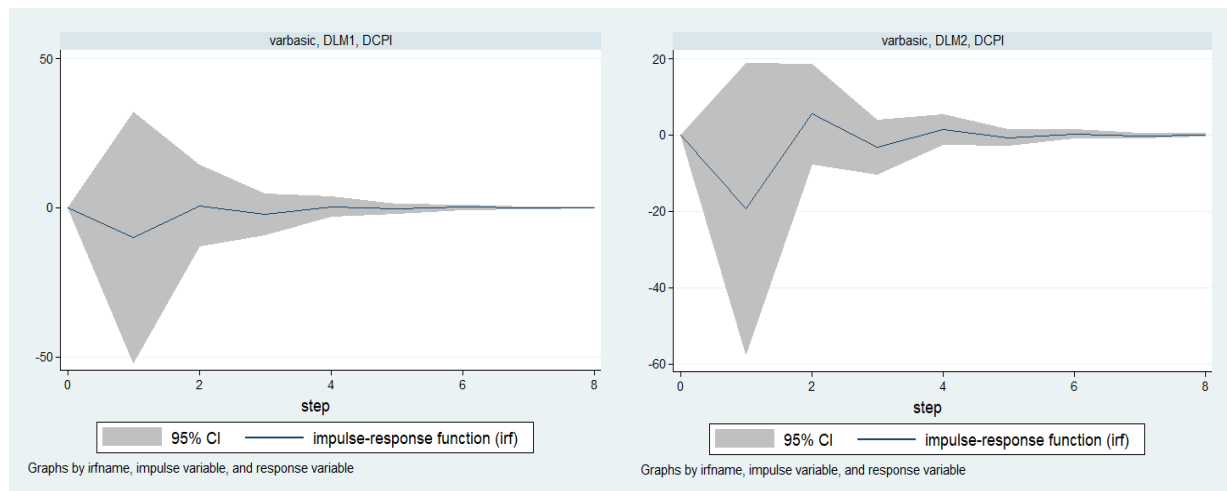 varbasic, DLM1, DCPI
50
0
-50
0
2
4
6
8
step
95% CI
impulse-response function (irf)
Graphs by irfname, impulse variable, and response variable
varbasic, DLM2, DCPI
20
0
-20
-40
-60
0
2
4
6
8
step
95% CI
impulse-response function (irf)
Graphs by irfname, impulse variable, and response variable